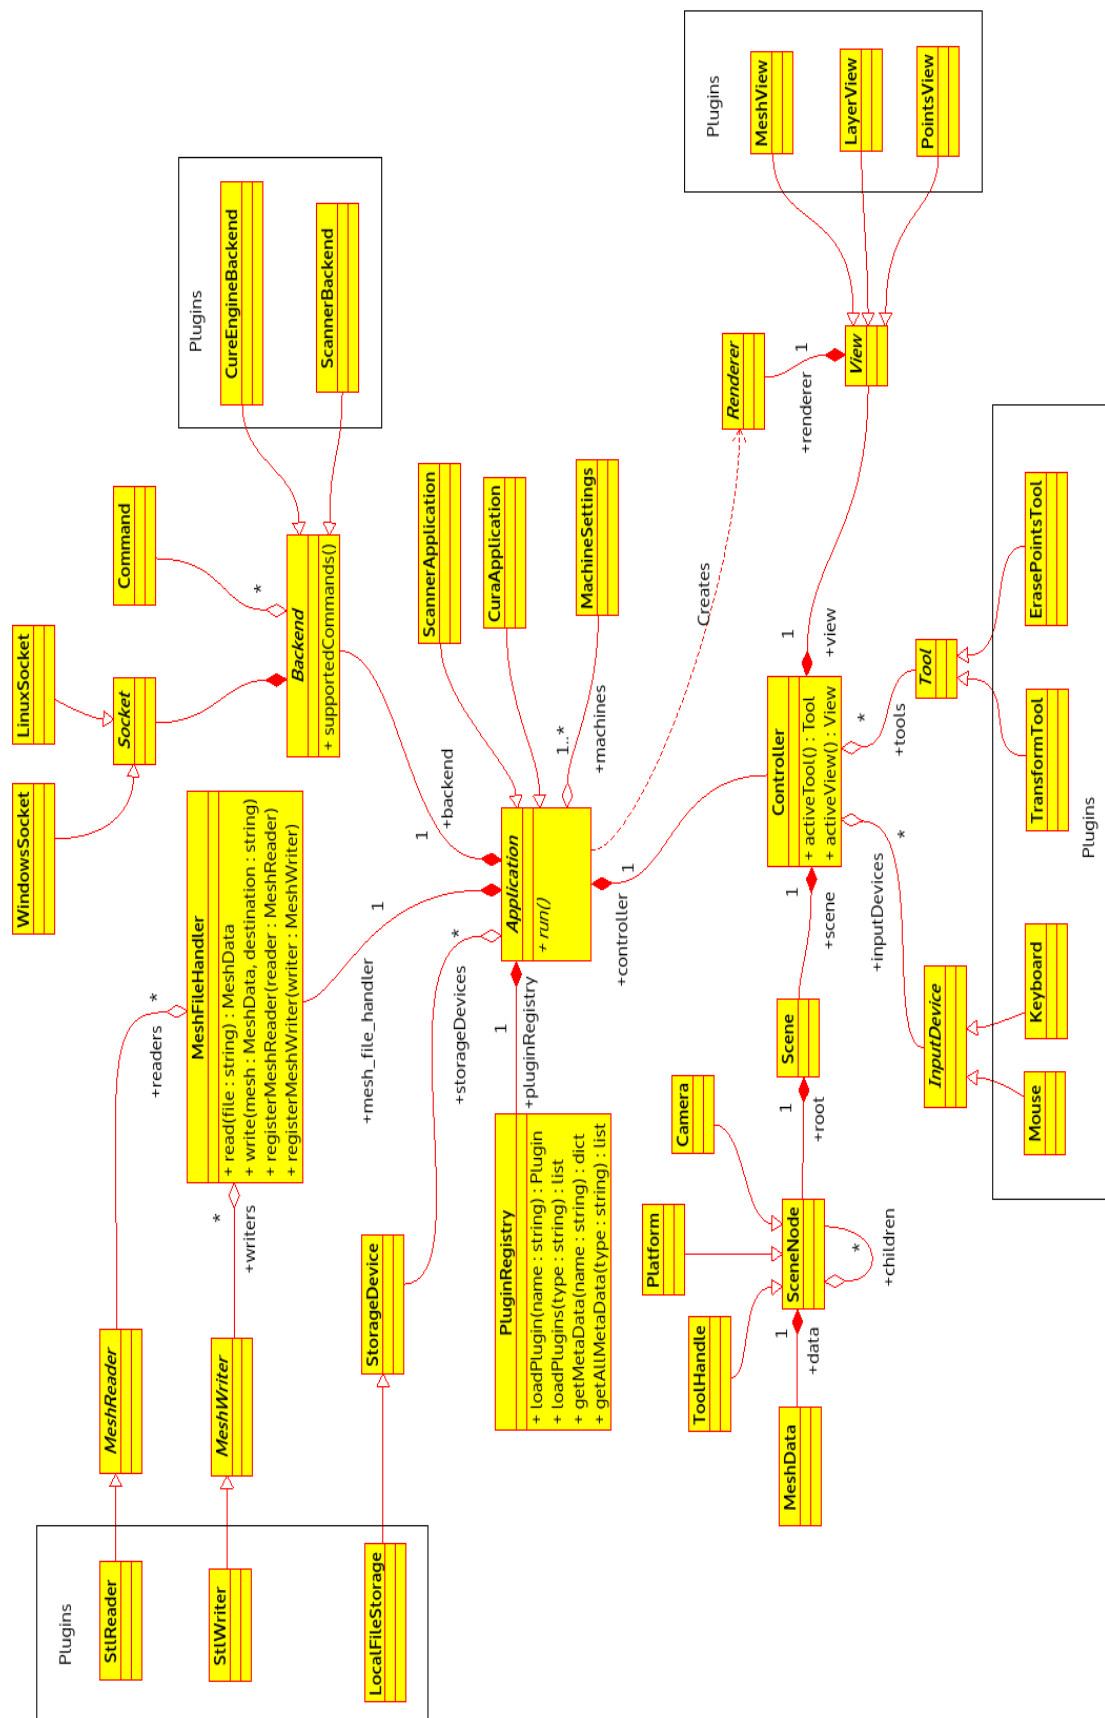 Plugins
StlReader
StlWriter
LocalFileStorage
MeshReader
MeshWriter
StorageDevice
+readers
*
+writers
*
MeshFileHandler
+ read(file : string) : MeshData
+ write(mesh : MeshData, destination : string)
+ registerMeshReader(reader : MeshReader)
+ registerMeshWriter(writer : MeshWriter)
WindowsSocket
LinuxSocket
Socket
Command
*
Backend
+ supportedCommands()
Plugins
CureEngineBackend
ScannerBackend
+mesh_file_handler
1
+storageDevices
*
1
+backend
PluginRegistry
+ loadPlugin(name : string) : Plugin
+ loadPlugins(type : string) : list
+ getMetaData(name : string) : dict
+ getAllMetaData(type : string) : list
+pluginRegistry
1
Application
+ run()
ScannerApplication
CuraApplication
MachineSettings
1..*
+machines
+controller
1
Creates
Renderer
+renderer
1
View
Plugins
MeshView
LayerView
PointsView
ToolHandle
Platform
Camera
MeshData
1
+data
SceneNode
*
+children
1
+root
Scene
1
+scene
Controller
+ activeTool() : Tool
+ activeView() : View
1
+view
+inputDevices
*
+tools
*
InputDevice
Tool
Mouse
Keyboard
TransformTool
ErasePointsTool
Plugins